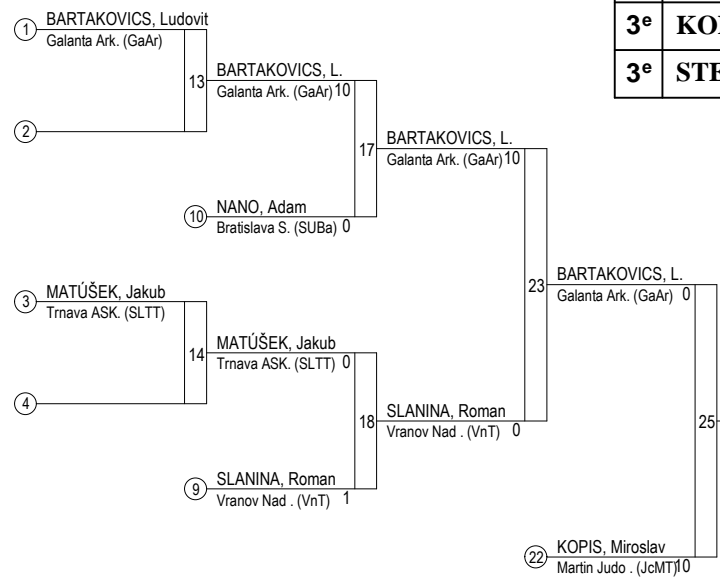 3e
3e
1 BARTAKOVICS, Ludovit
Galanta Ark. (GaAr)
13
BARTAKOVICS, L.
Galanta Ark. (GaAr) 10
2
17
BARTAKOVICS, L.
Galanta Ark. (GaAr) 10
10 NANO, Adam
Bratislava S. (SUBa) 0
23
BARTAKOVICS, L.
Galanta Ark. (GaAr) 0
3 MATÚŠEK, Jakub
Trnava ASK. (SLTT)
14
MATÚŠEK, Jakub
Trnava ASK. (SLTT) 0
4
18
SLANINA, Roman
Vranov Nad . (VnT) 0
25
9 SLANINA, Roman
Vranov Nad . (VnT) 1
22 KOPIS, Miroslav
Martin Judo . (JcMT) 10